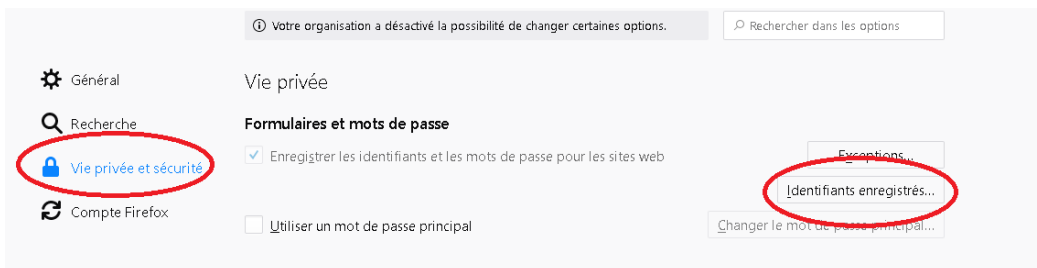 Votre organisation a désactivé la possibilité de changer certaines options.
Rechercher dans les options
Général
Vie privée
Recherche
Formulaires et mots de passe
Vie privée et sécurité
Enregistrer les identifiants et les mots de passe pour les sites web
Exceptions...
Identifiants enregistrés...
Compte Firefox
Utiliser un mot de passe principal
Changer le mot de passe principal...